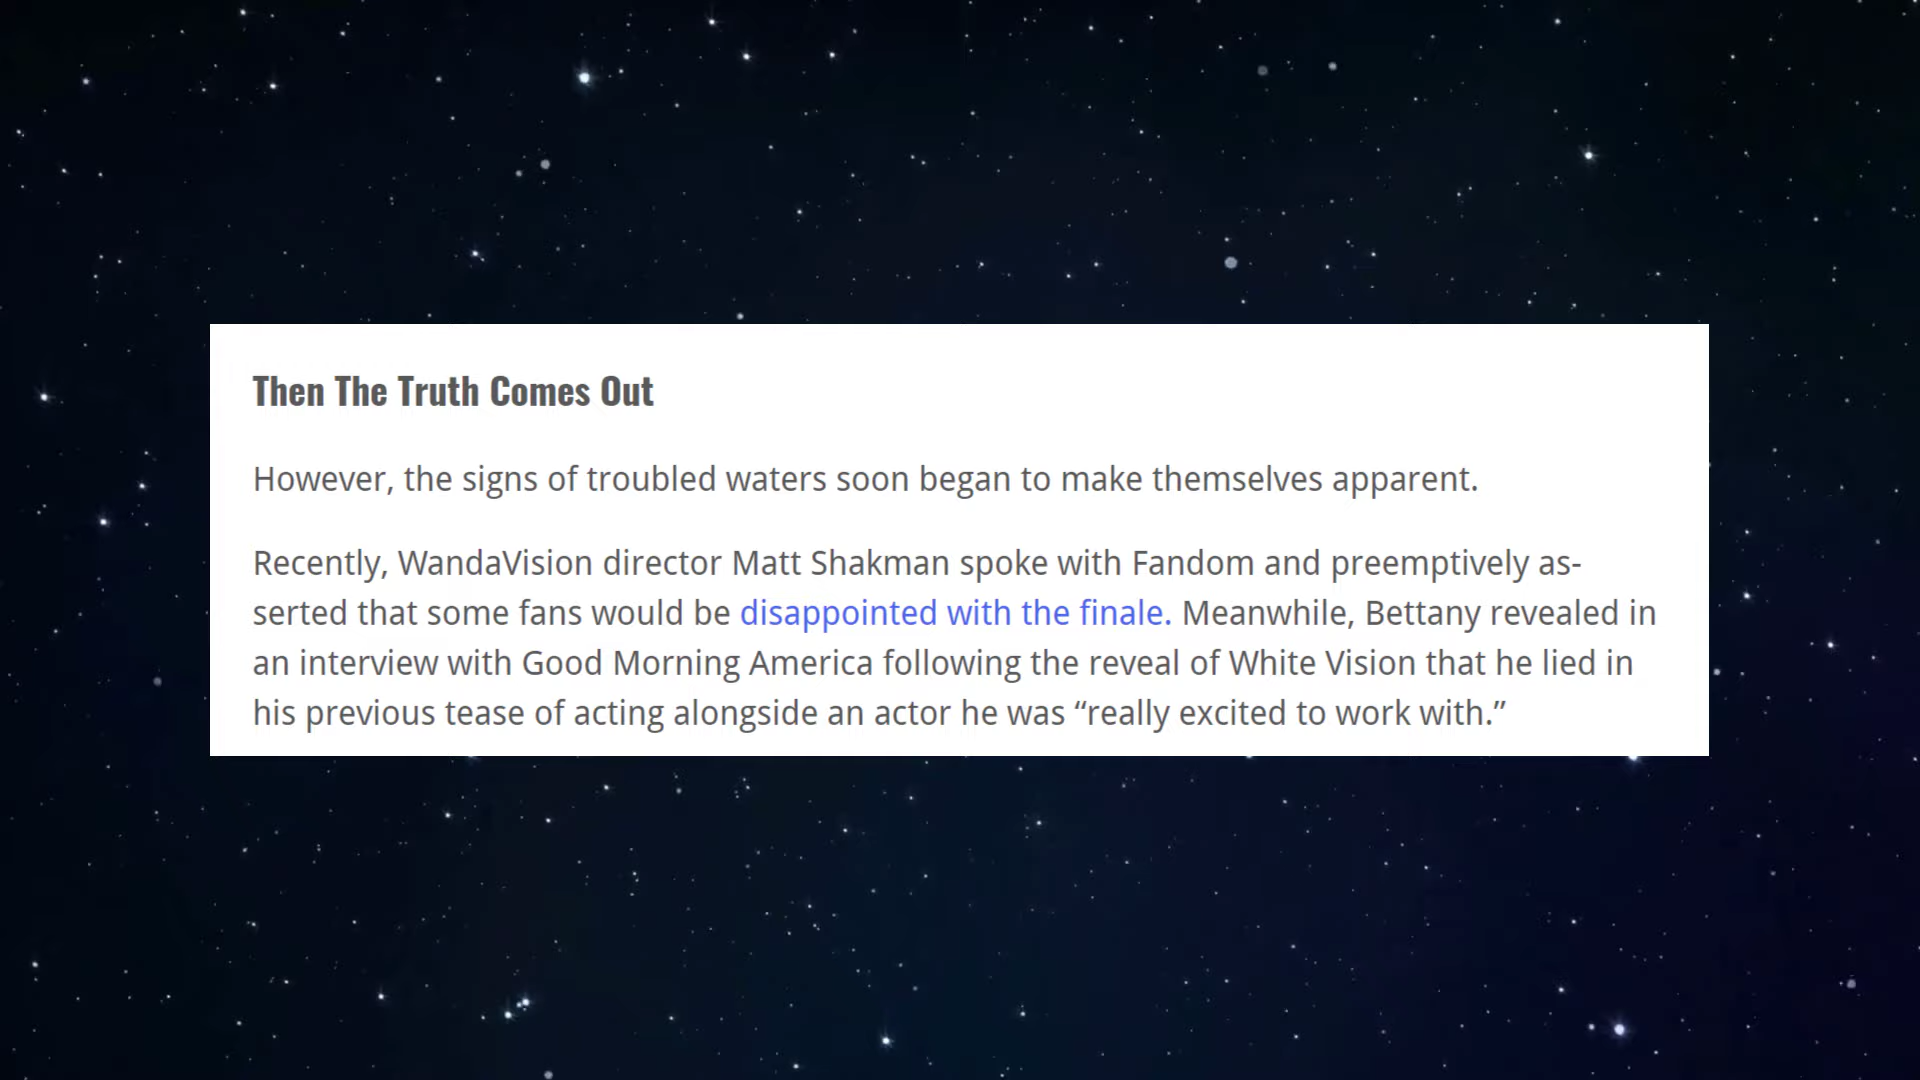 Then The Truth Comes Out
However, the signs of troubled waters soon began to make themselves apparent.
Recently, WandaVision director Matt Shakman spoke with Fandom and preemptively as-
serted that some fans would be disappointed with the finale. Meanwhile, Bettany revealed in
an interview with Good Morning America following the reveal of White Vision that he lied in
his previous tease of acting alongside an actor he was “really excited to work with.”